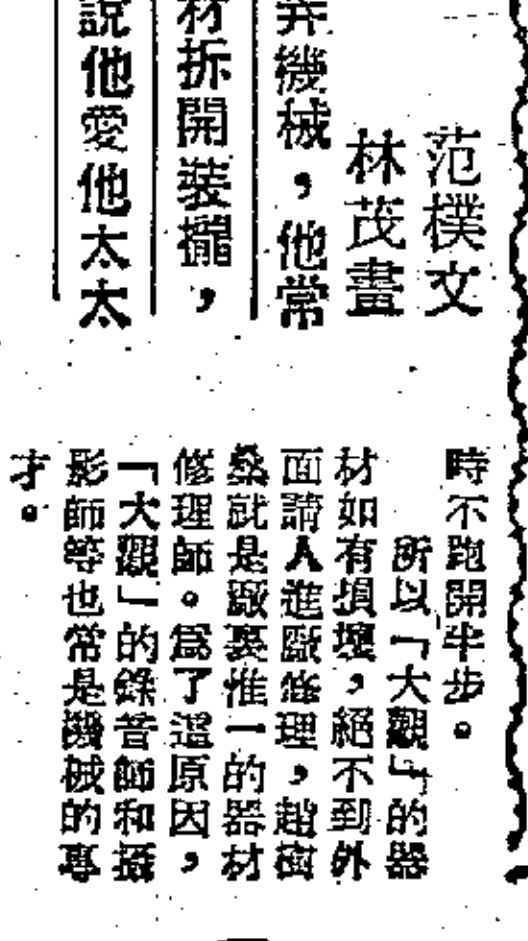 范樸文
林茂畫
弄機械，他常
材拆開裝攏，
說他愛他太太
時不跑開半步。
所以「大觀」的器
材如有損壞，絕不到外
面請人進廠修理，趙樹
燊就是廠裏惟一的器材
修理師。爲了這原因，
「大觀」的錄音師和攝
影師等也常是機械的專
才。